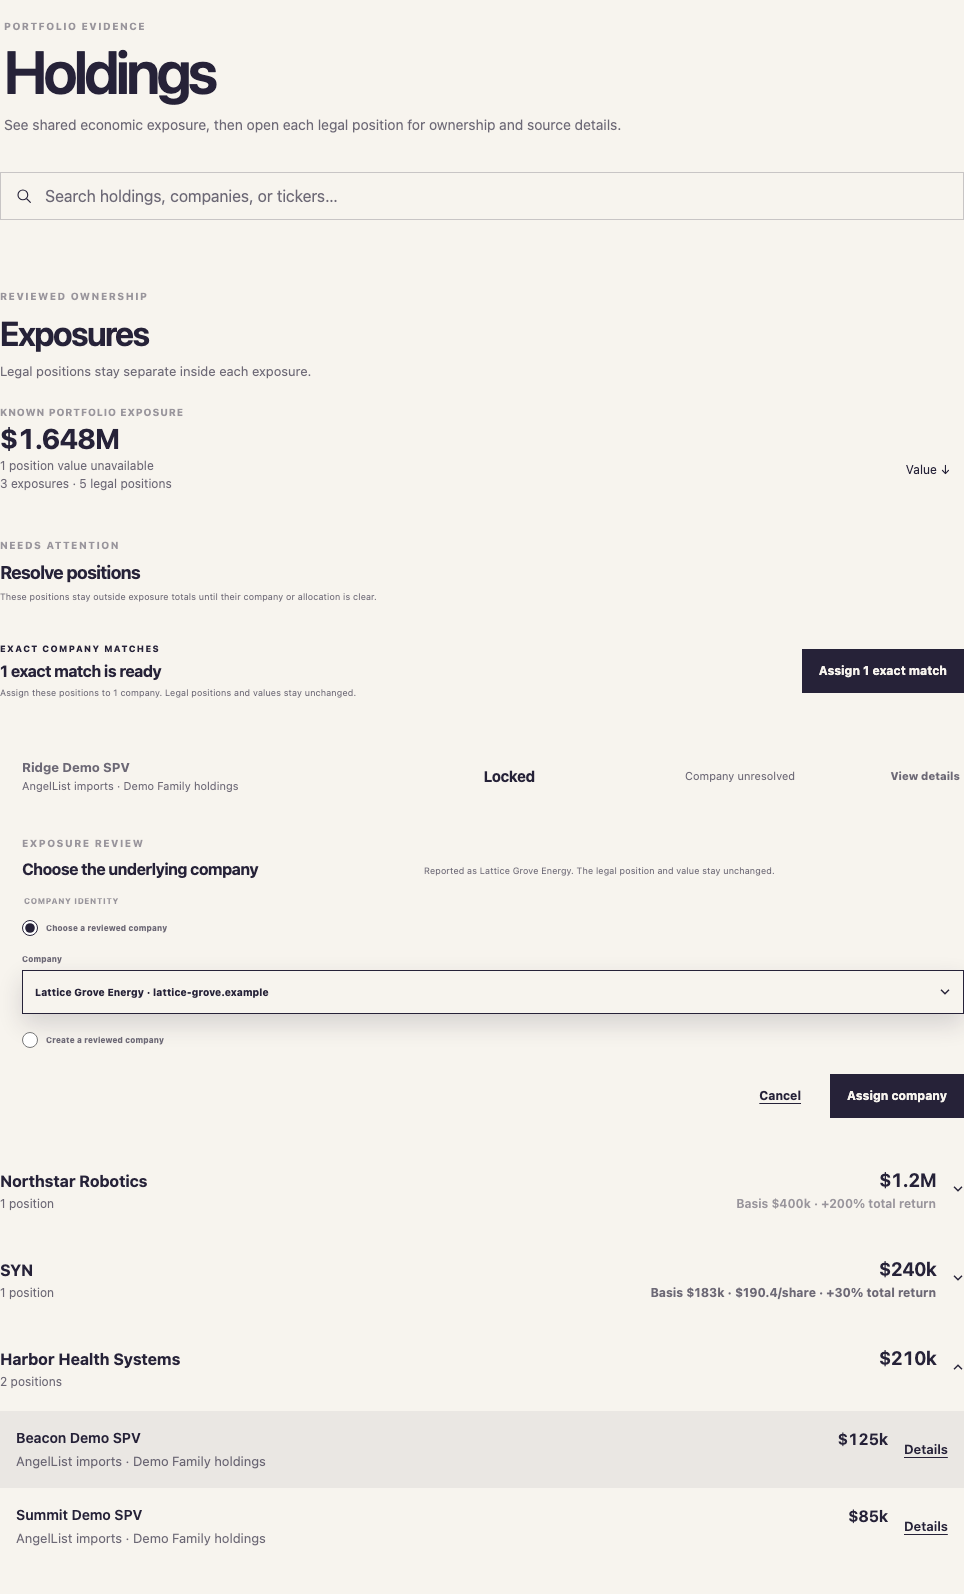 PORTFOLIO EVIDENCE
Holdings
See shared economic exposure, then open each legal position for ownership and source details.
Search holdings, companies, or tickers...
REVIEWED OWNERSHIP
Exposures
Legal positions stay separate inside each exposure.
KNOWN PORTFOLIO EXPOSURE
$1.648M
1 position value unavailable
Value ↓
3 exposures · 5 legal positions
NEEDS ATTENTION
Resolve positions
These positions stay outside exposure totals until their company or allocation is clear.
EXACT COMPANY MATCHES
1 exact match is ready
Assign 1 exact match
Assign these positions to 1 company. Legal positions and values stay unchanged.
Ridge Demo SPV
AngelList imports · Demo Family holdings
Locked
Company unresolved
View details
EXPOSURE REVIEW
Choose the underlying company
Reported as Lattice Grove Energy. The legal position and value stay unchanged.
COMPANY IDENTITY
Choose a reviewed company
Company
Lattice Grove Energy · lattice-grove.example
Create a reviewed company
Cancel
Assign company
Northstar Robotics
$1.2M
1 position
Basis $400k · +200% total return
SYN
$240k
1 position
Basis $183k · $190.4/share · +30% total return
Harbor Health Systems
$210k
2 positions
Beacon Demo SPV
$125k
Details
AngelList imports · Demo Family holdings
Summit Demo SPV
$85k
Details
AngelList imports · Demo Family holdings